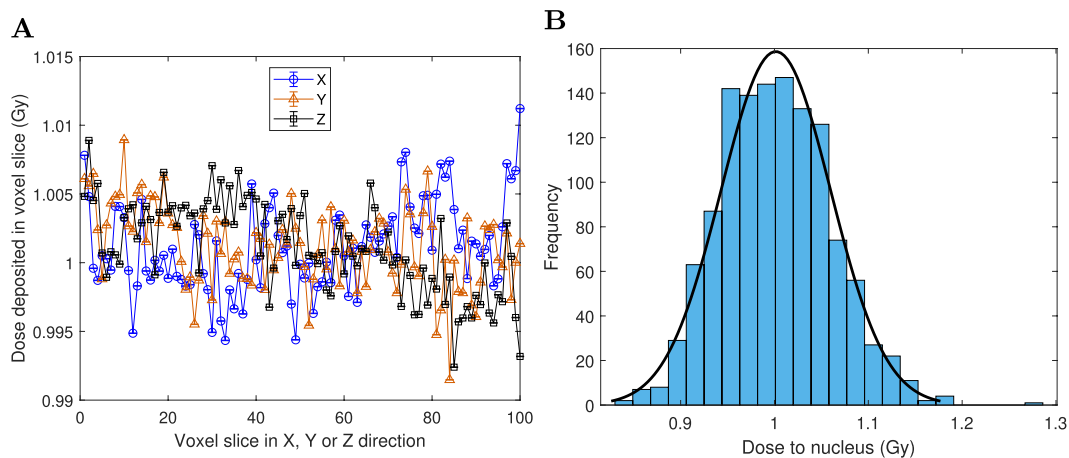 A
Dose deposited in voxel slice (Gy)
1.015
1.01
1.005
1
0.995
0.99
X
Y
Z
0 20 40 60 80 100
Voxel slice in X, Y or Z direction
B
Frequency
160
140
120
100
80
60
40
20
0
0.9 1 1.1 1.2 1.3
Dose to nucleus (Gy)